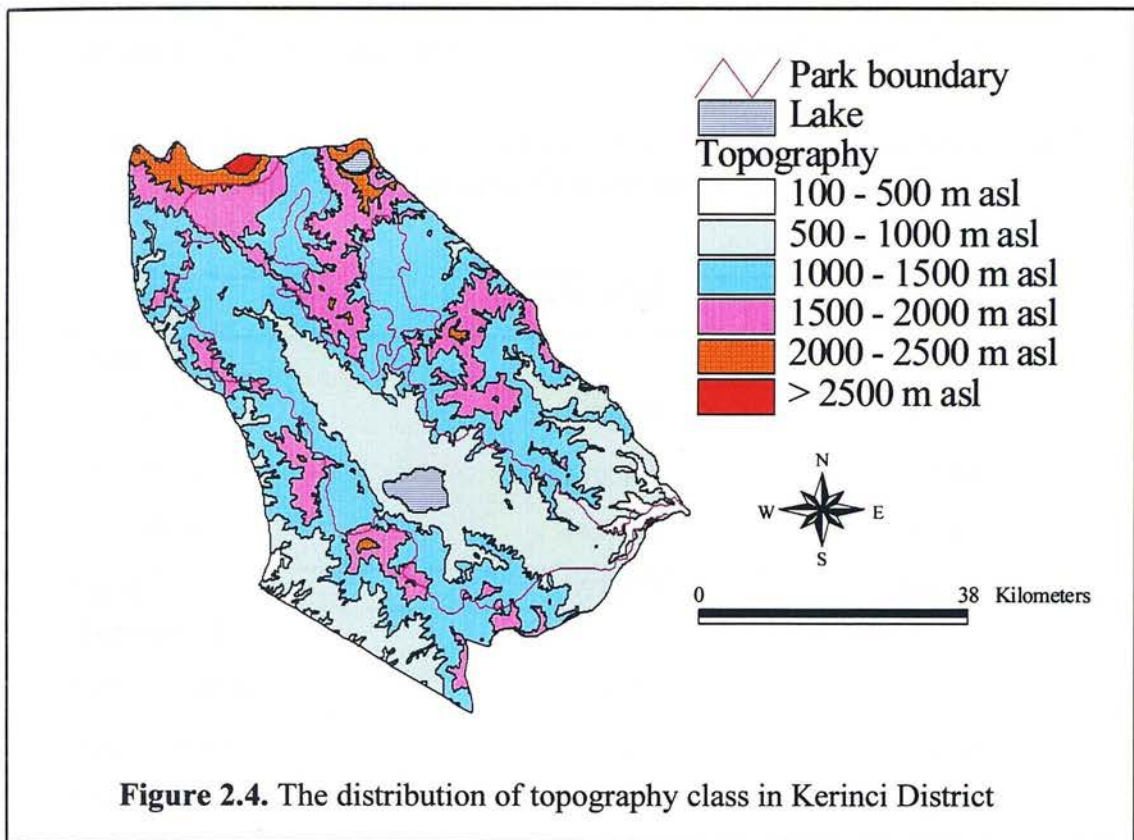 Park boundary
Lake
Topography
100 - 500 m asl
500 - 1000 m asl
1000 - 1500 m asl
1500 - 2000 m asl
2000 - 2500 m asl
> 2500 m asl
N
W E
S
0 38 Kilometers
Figure 2.4. The distribution of topography class in Kerinci District